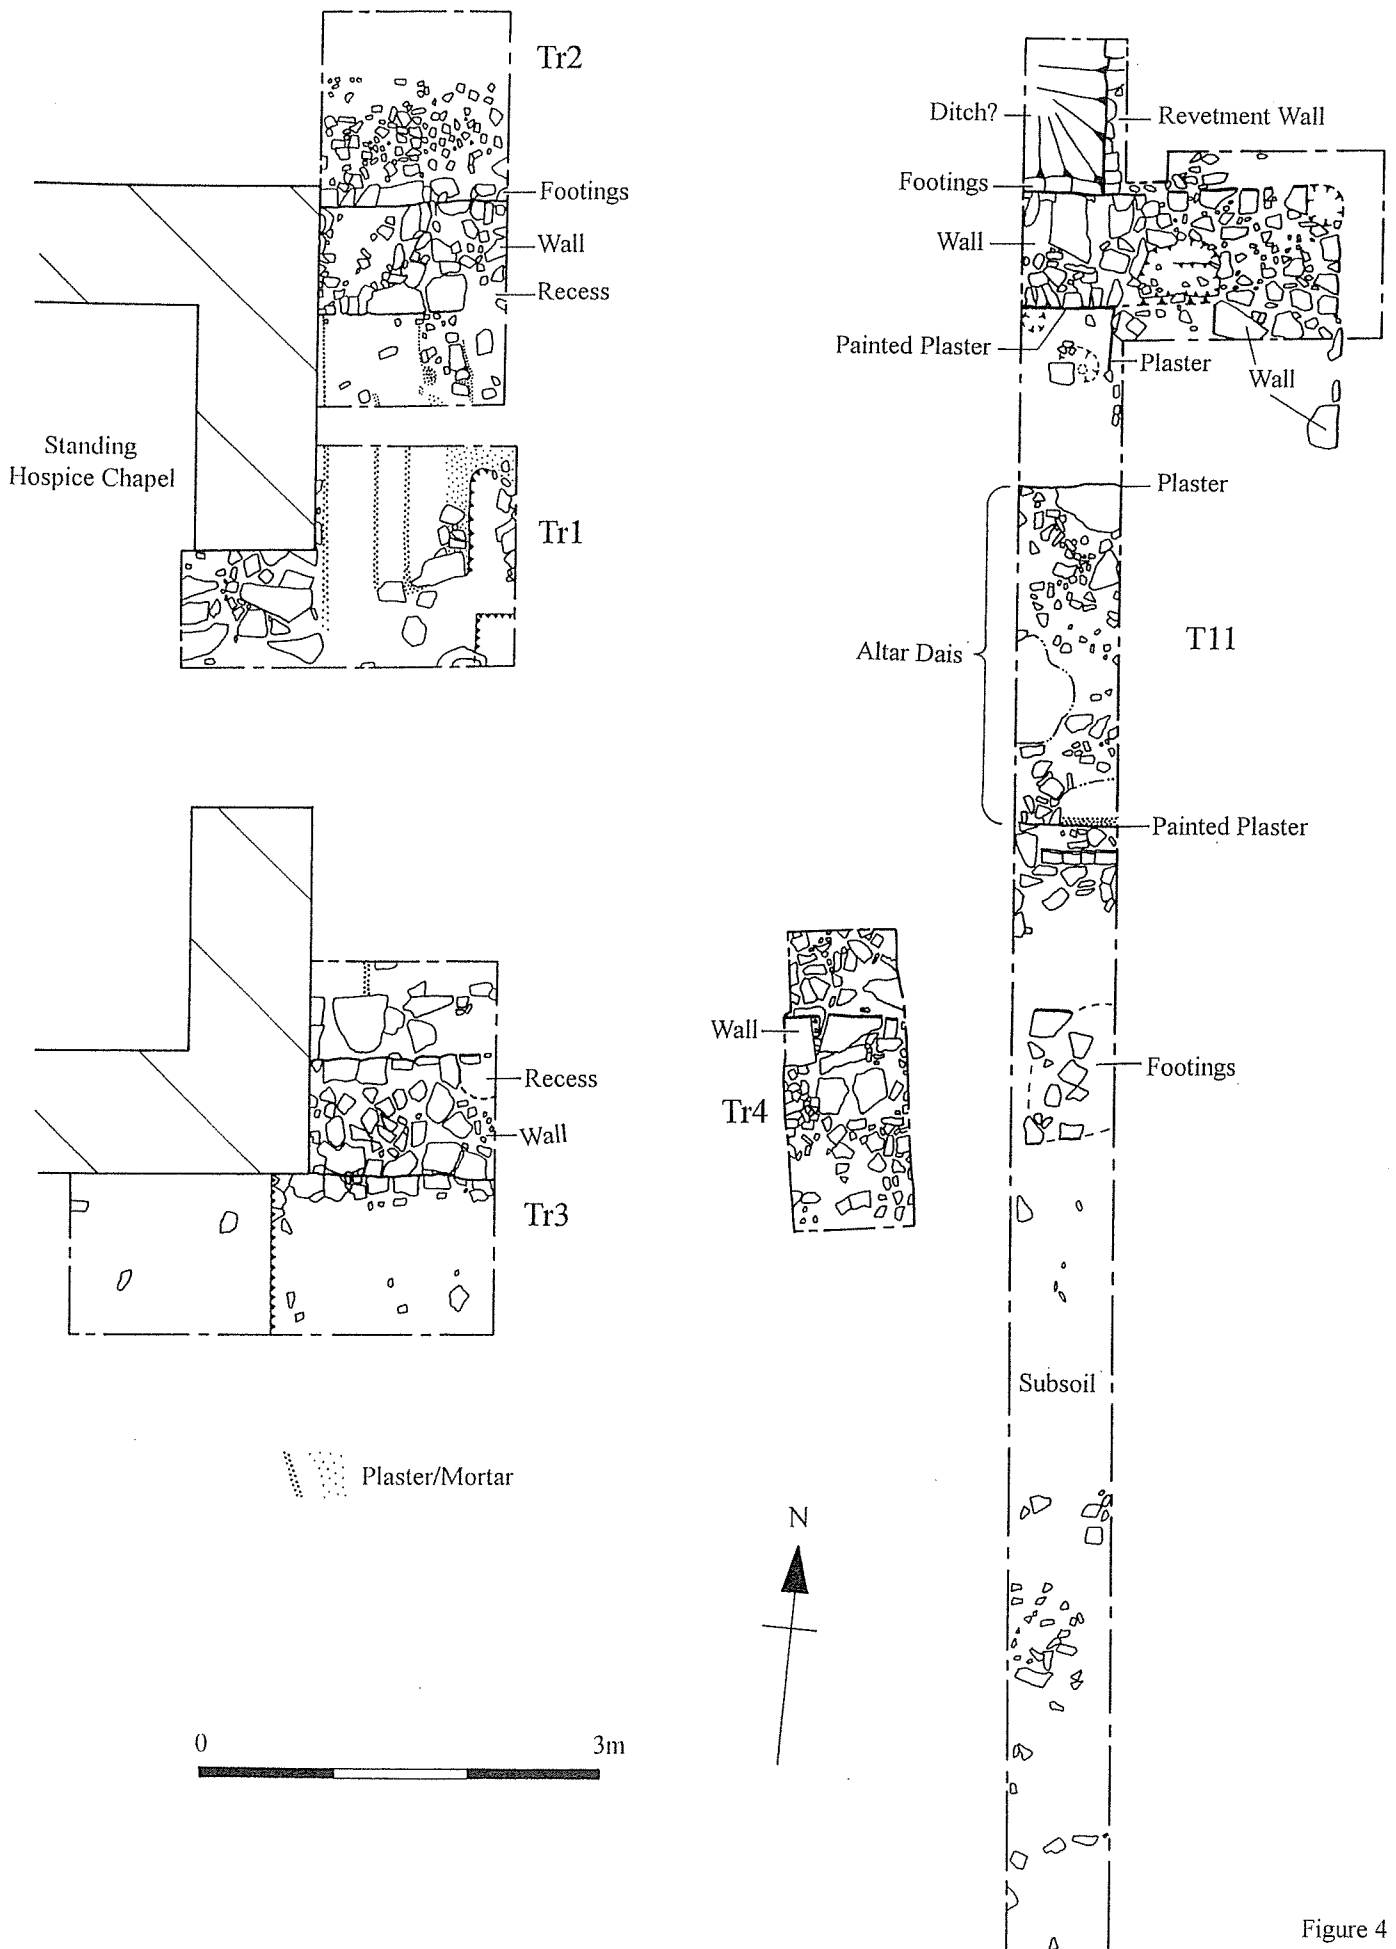 Tr2
Footings
Wall
Recess
Standing
Hospice Chapel
Tr1
Recess
Wall
Tr3
Plaster/Mortar
0
3m
N
Ditch?
Revetment Wall
Footings
Wall
Painted Plaster
Plaster
Wall
Plaster
T11
Altar Dais
Painted Plaster
Wall
Tr4
Footings
Subsoil
Figure 4